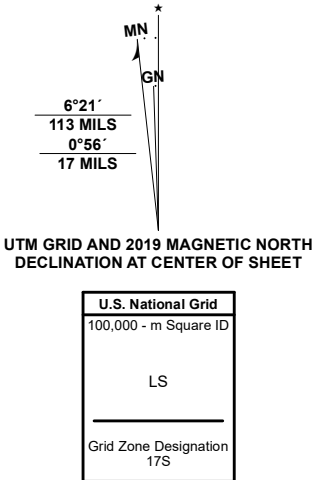 ★
MN
GN
6°21´
113 MILS
0°56´
17 MILS
UTM GRID AND 2019 MAGNETIC NORTH
DECLINATION AT CENTER OF SHEET
U.S. National Grid
100,000 - m Square ID
LS
Grid Zone Designation
17S